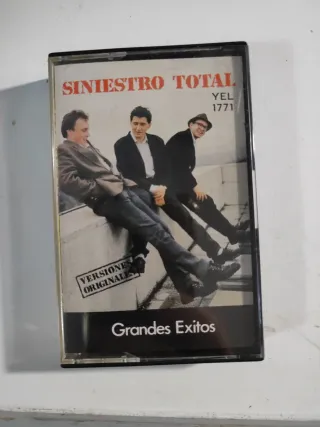 SINIESTRO TOTAL
YEL
1771
VERSIONES
ORIGINALES
Grandes Exitos